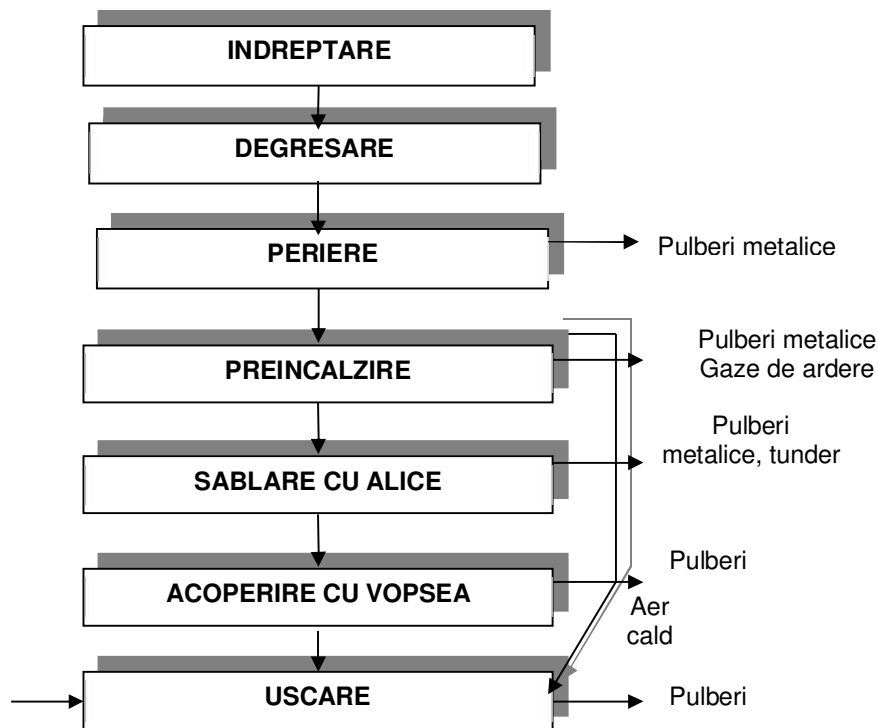 INDREPTARE
DEGRESARE
PERIERE
Pulberi metalice
PREINCALZIRE
Pulberi metalice
Gaze de ardere
SABLARE CU ALICE
Pulberi
metalice, tunder
ACOPERIRE CU VOPSEA
Pulberi
Aer
cald
USCARE
Pulberi